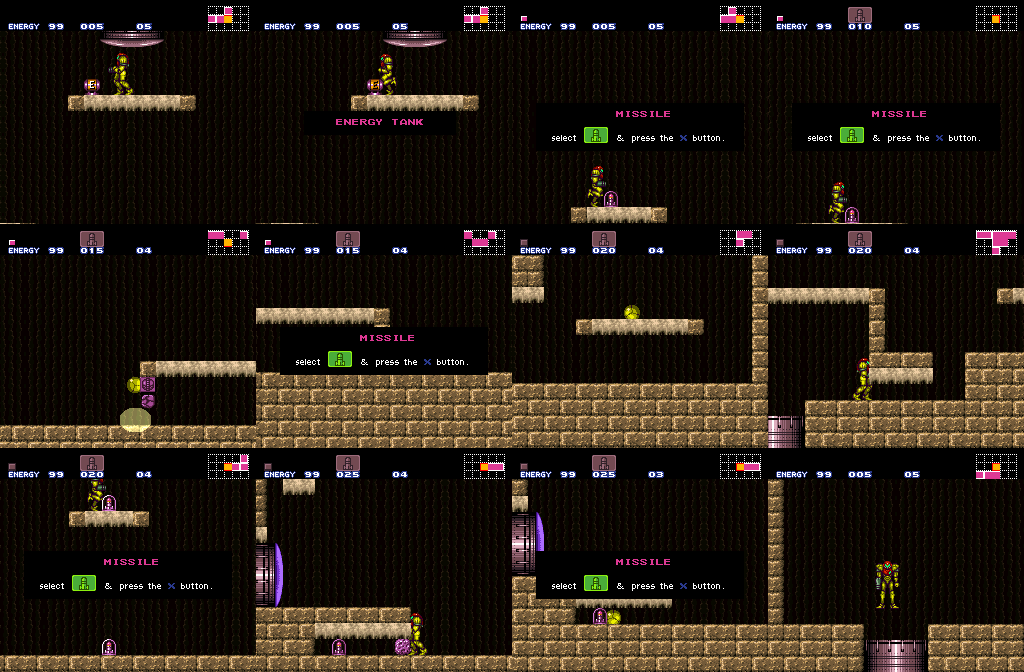 ENERGY 99 005 05
ENERGY 99 005 05
ENERGY TANK
ENERGY 99 005 05
MISSILE
select & press the X button.
ENERGY 99 010 05
MISSILE
select & press the X button.
ENERGY 99 015 04
ENERGY 99 015 04
MISSILE
select & press the X button.
ENERGY 99 020 04
ENERGY 99 020 04
ENERGY 99 020 04
MISSILE
select & press the X button.
ENERGY 99 025 04
ENERGY 99 025 03
MISSILE
select & press the X button.
ENERGY 99 005 05